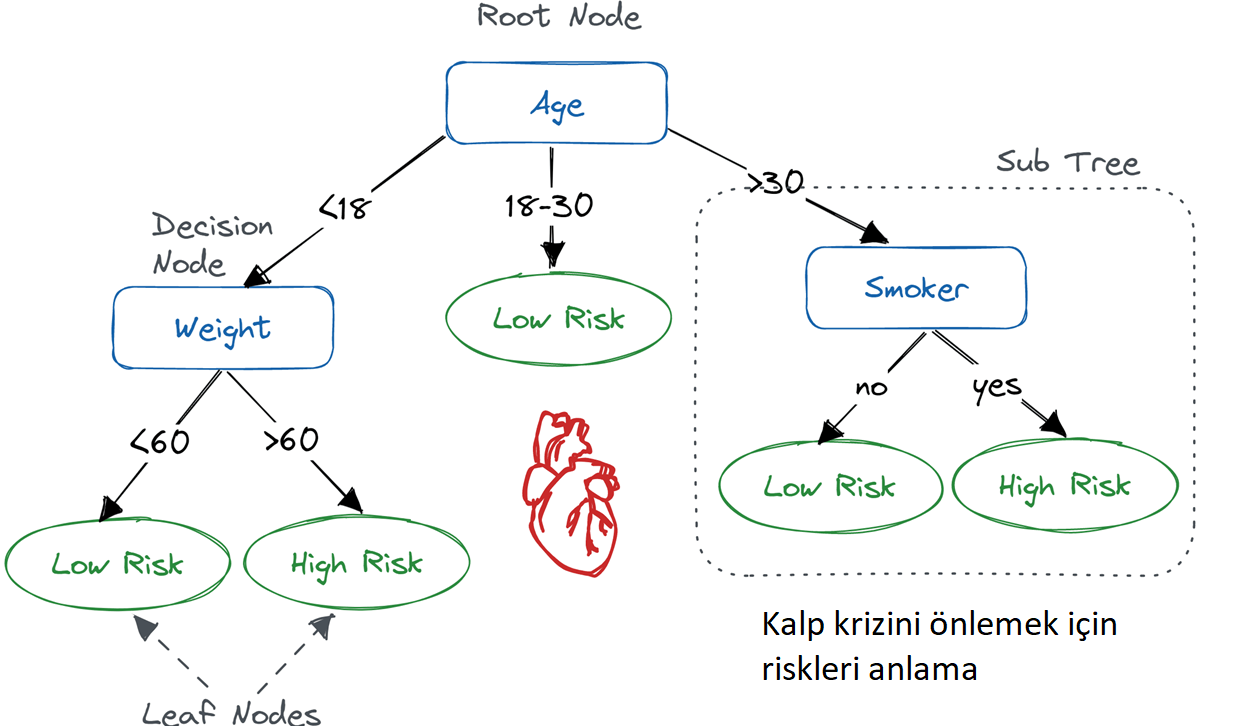 Root Node
Age
<18
18-30
>30
Sub Tree
Decision
Node
Weight
Low Risk
Smoker
<60
>60
no
yes
Low Risk
High Risk
Low Risk
High Risk
Leaf Nodes
Kalp krizini önlemek için
riskleri anlama